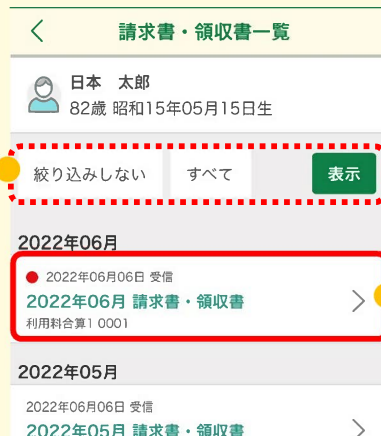 請求書・領収書一覧
日本 太郎
82歳 昭和15年05月15日生
絞り込みしない すべて 表示
2022年06月
2022年06月06日 受信
2022年06月 請求書・領収書
利用料合算1 0001
2022年05月
2022年06月06日 受信
2022年05月 請求書・領収書